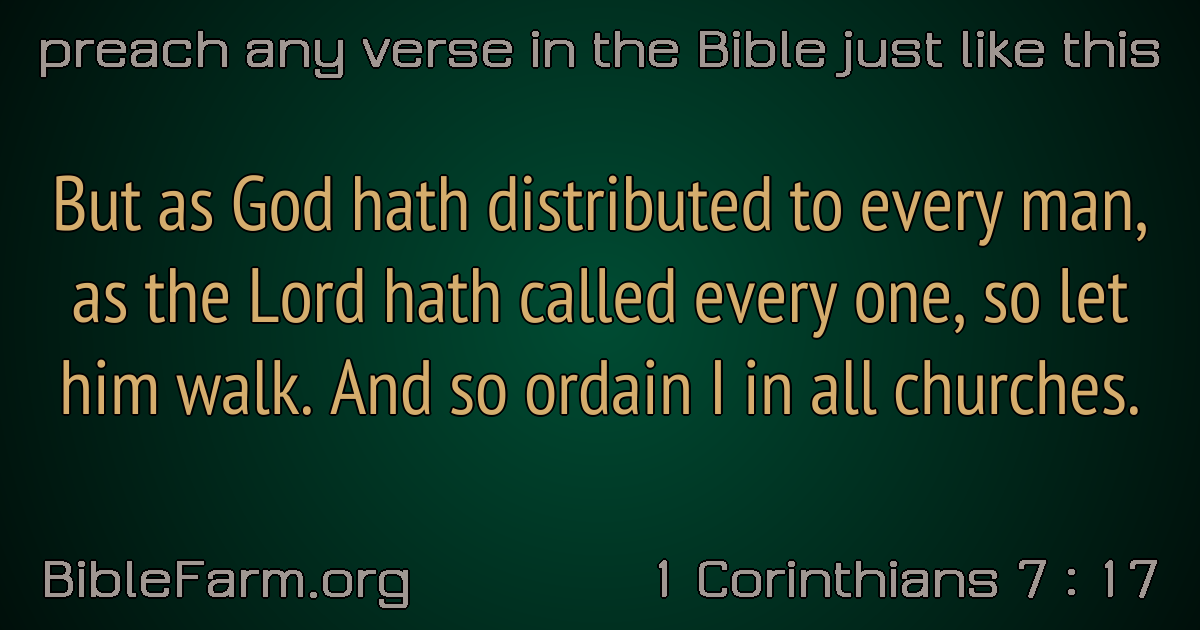 preach any verse in the Bible just like this
But as God hath distributed to every man,
as the Lord hath called every one, so let
him walk. And so ordain I in all churches.
BibleFarm.org
1 Corinthians 7 : 17